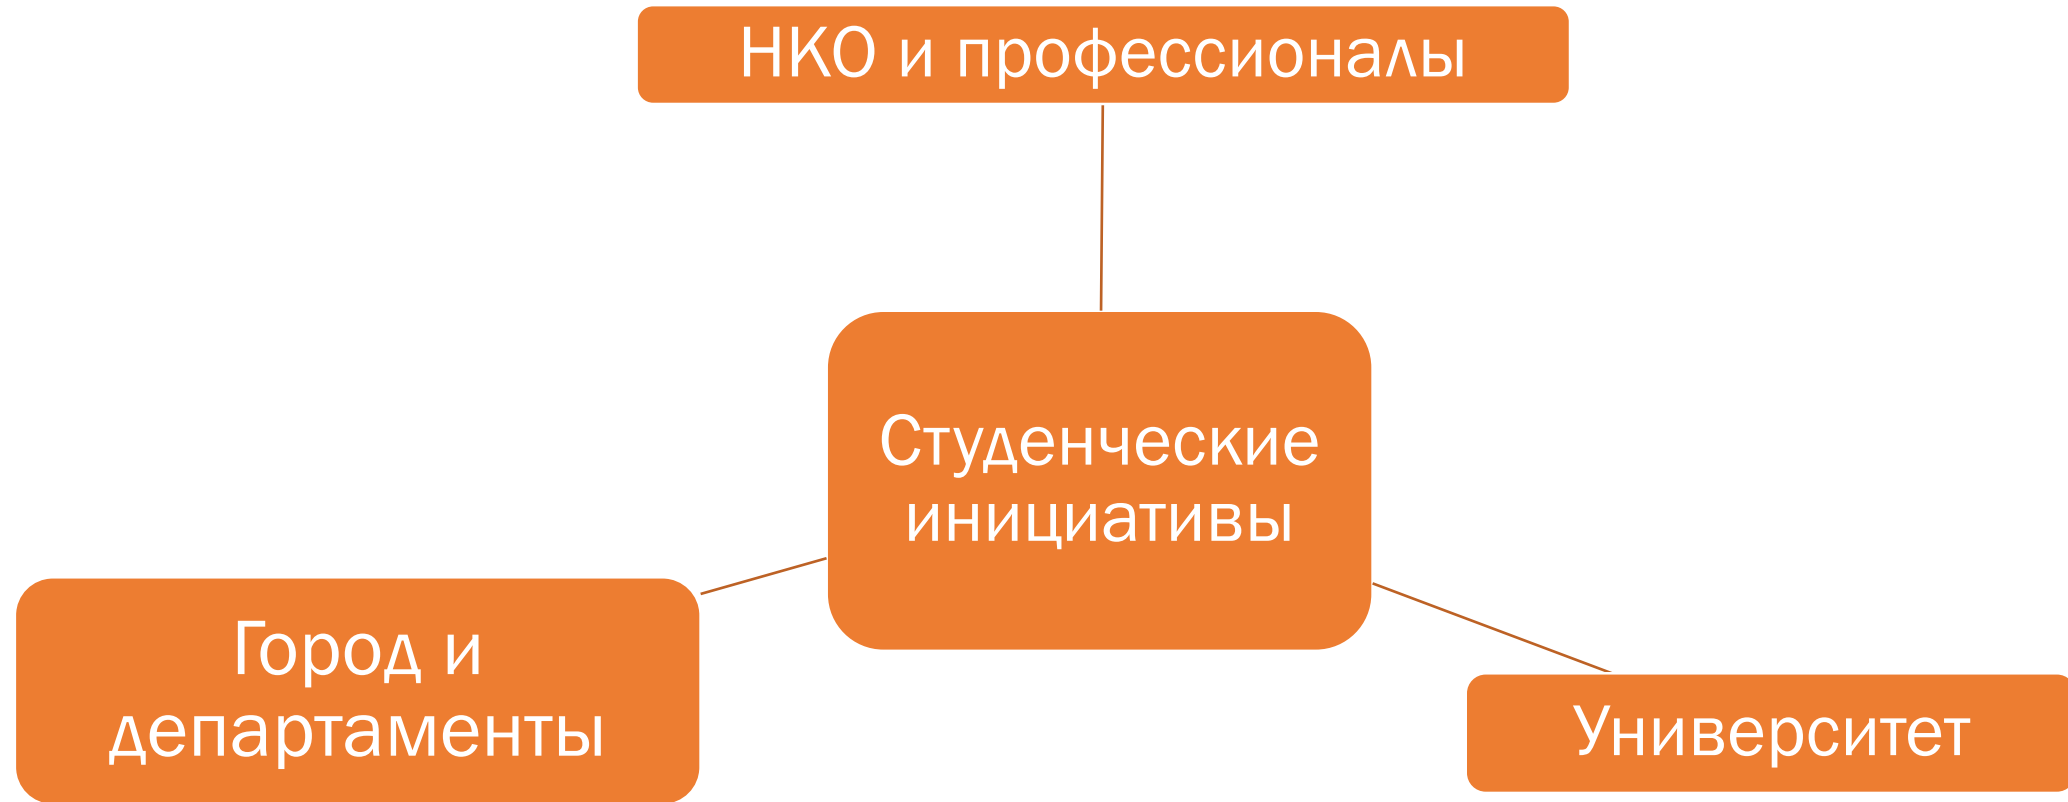 НКО и профессионалы
Студенческие
инициативы
Город и
департаменты
Университет